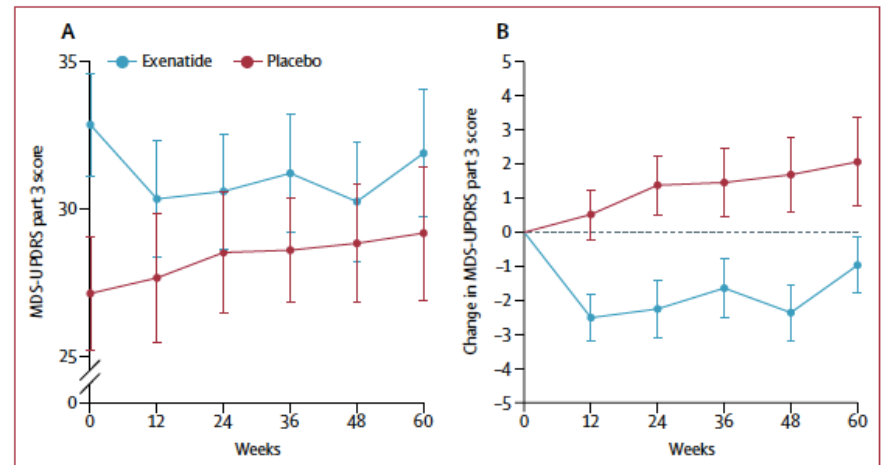 A
Exenatide
Placebo
35
30
25
0
MDS-UPDRS part 3 score
0 12 24 36 48 60
Weeks
B
5
4
3
2
1
0
–1
–2
–3
–4
–5
Change in MDS-UPDRS part 3 score
0 12 24 36 48 60
Weeks